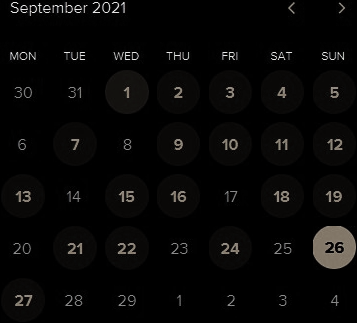 September 2021 < >
MON TUE WED THU FRI SAT SUN
30 31 1 2 3 4 5
6 7 8 9 10 11 12
13 14 15 16 17 18 19
20 21 22 23 24 25 26
27 28 29 1 2 3 4